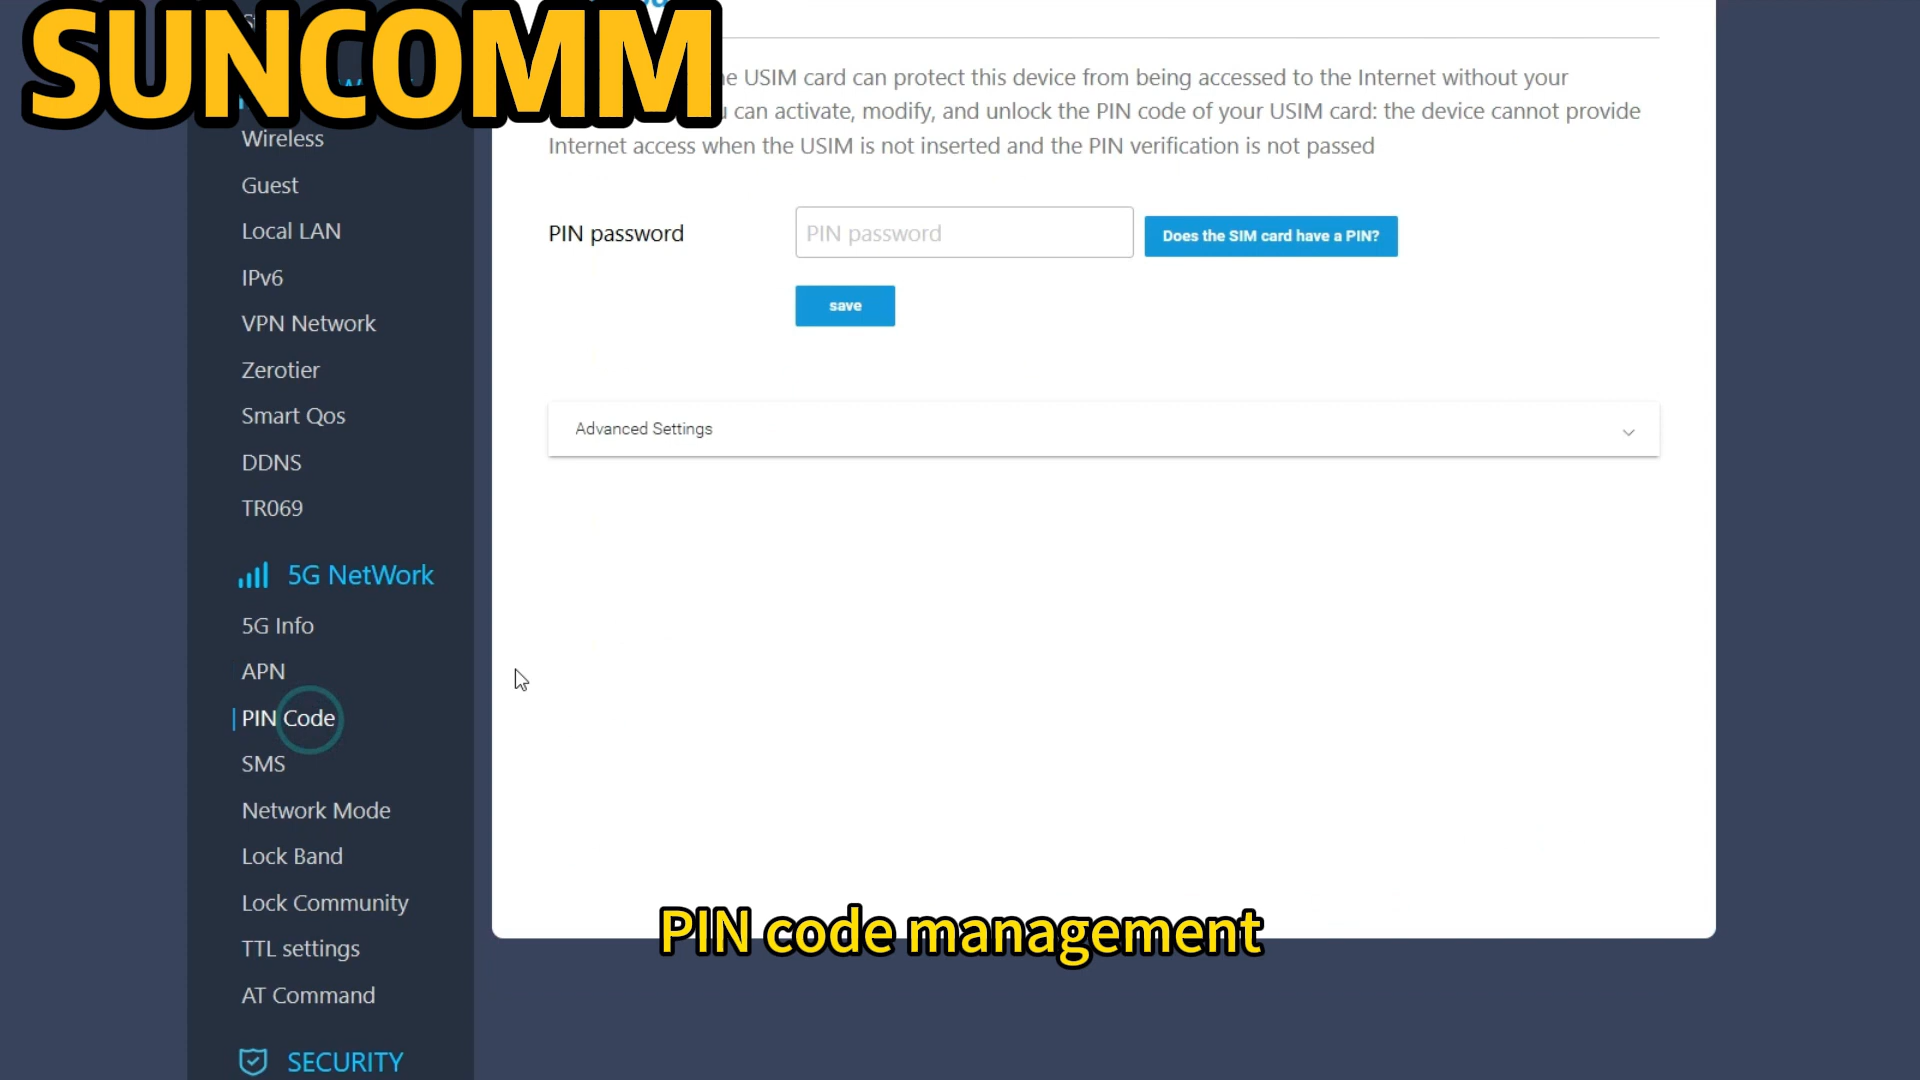 SUNCOMM
Wireless
Guest
Local LAN
IPv6
VPN Network
Zerotier
Smart Qos
DDNS
TR069
5G NetWork
5G Info
APN
PIN Code
SMS
Network Mode
Lock Band
Lock Community
TTL settings
AT Command
SECURITY
USIM card can protect this device from being accessed to the Internet without your
can activate, modify, and unlock the PIN code of your USIM card: the device cannot provide
Internet access when the USIM is not inserted and the PIN verification is not passed
PIN password
PIN password
Does the SIM card have a PIN?
save
Advanced Settings
PIN code management